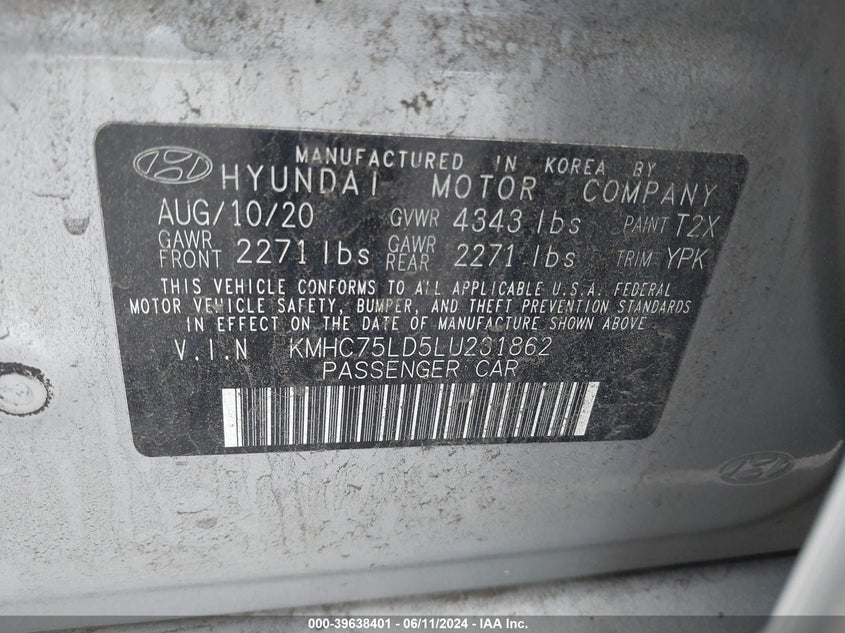 MANUFACTURED IN KOREA BY
HYUNDAI MOTOR COMPANY
AUG/10/20 GVWR 4343 lbs PAINT T2X
GAWR FRONT 2271 lbs GAWR REAR 2271 lbs TRIM YPK
THIS VEHICLE CONFORMS TO ALL APPLICABLE U.S.A. FEDERAL
MOTOR VEHICLE SAFETY, BUMPER, AND THEFT PREVENTION STANDARDS
IN EFFECT ON THE DATE OF MANUFACTURE SHOWN ABOVE
V.I.N KMHC75LD5LU231862
PASSENGER CAR
000-39638401 - 06/11/2024 - IAA Inc.